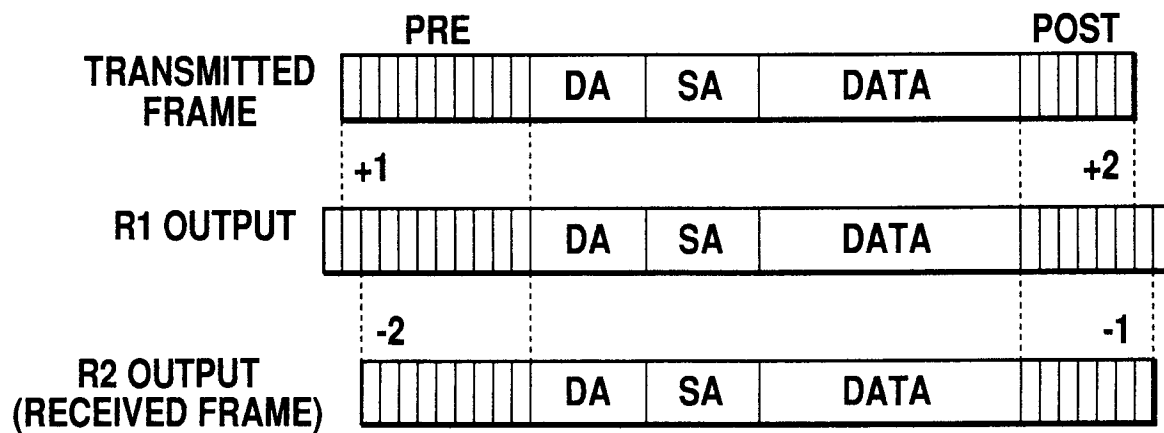 PRE POST
TRANSMITTED
FRAME
DA SA DATA
+1 +2
R1 OUTPUT
DA SA DATA
-2 -1
R2 OUTPUT
(RECEIVED FRAME)
DA SA DATA